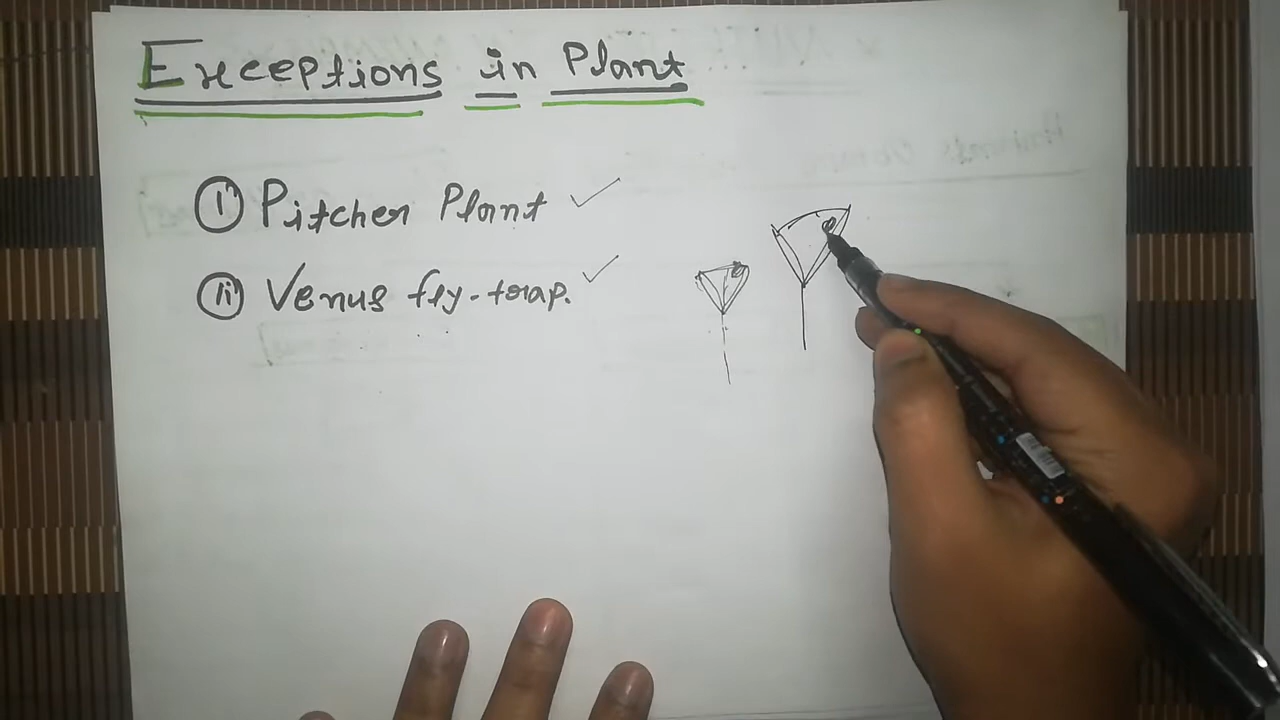 Exceptions in Plant
(i) Pitcher Plant ✓
(ii) Venus fly-trap. ✓